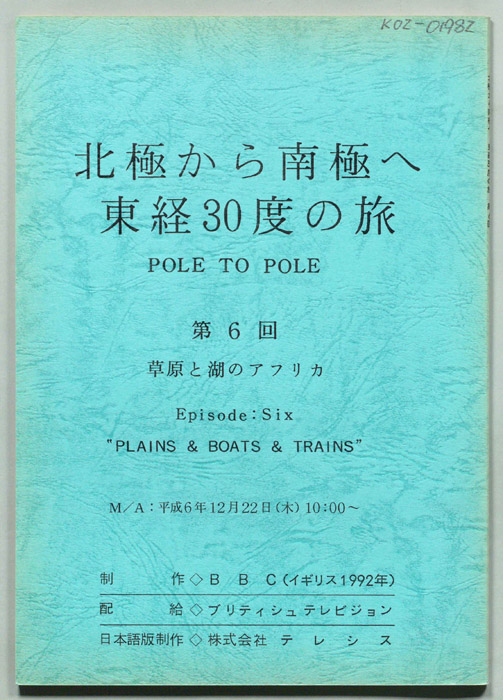 KOZ-01982
北極から南極へ
東経30度の旅
POLE TO POLE
第6回
草原と湖のアフリカ
Episode:Six
"PLAINS & BOATS & TRAINS"
M/A:平成6年12月22日(木)10:00~
制作◇BBC(イギリス1992年)
配給◇ブリティシュテレビジョン
日本語版制作◇株式会社テレシス